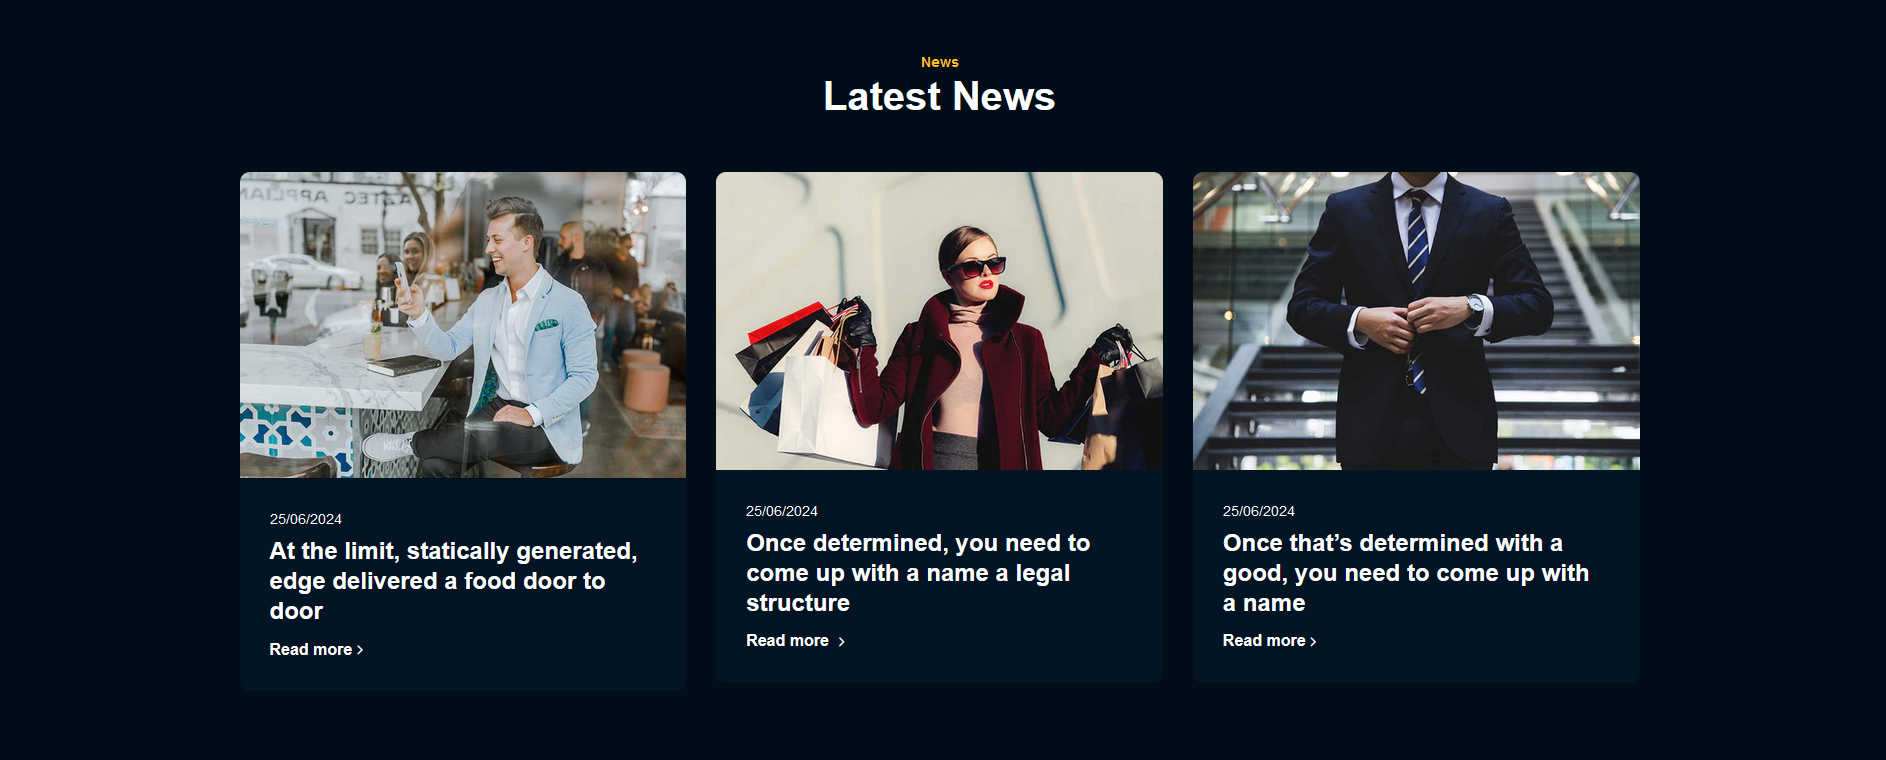 News
Latest News
AZTEC APPLIAN
25/06/2024
At the limit, statically generated,
edge delivered a food door to
door
Read more
25/06/2024
Once determined, you need to
come up with a name a legal
structure
Read more
25/06/2024
Once that’s determined with a
good, you need to come up with
a name
Read more